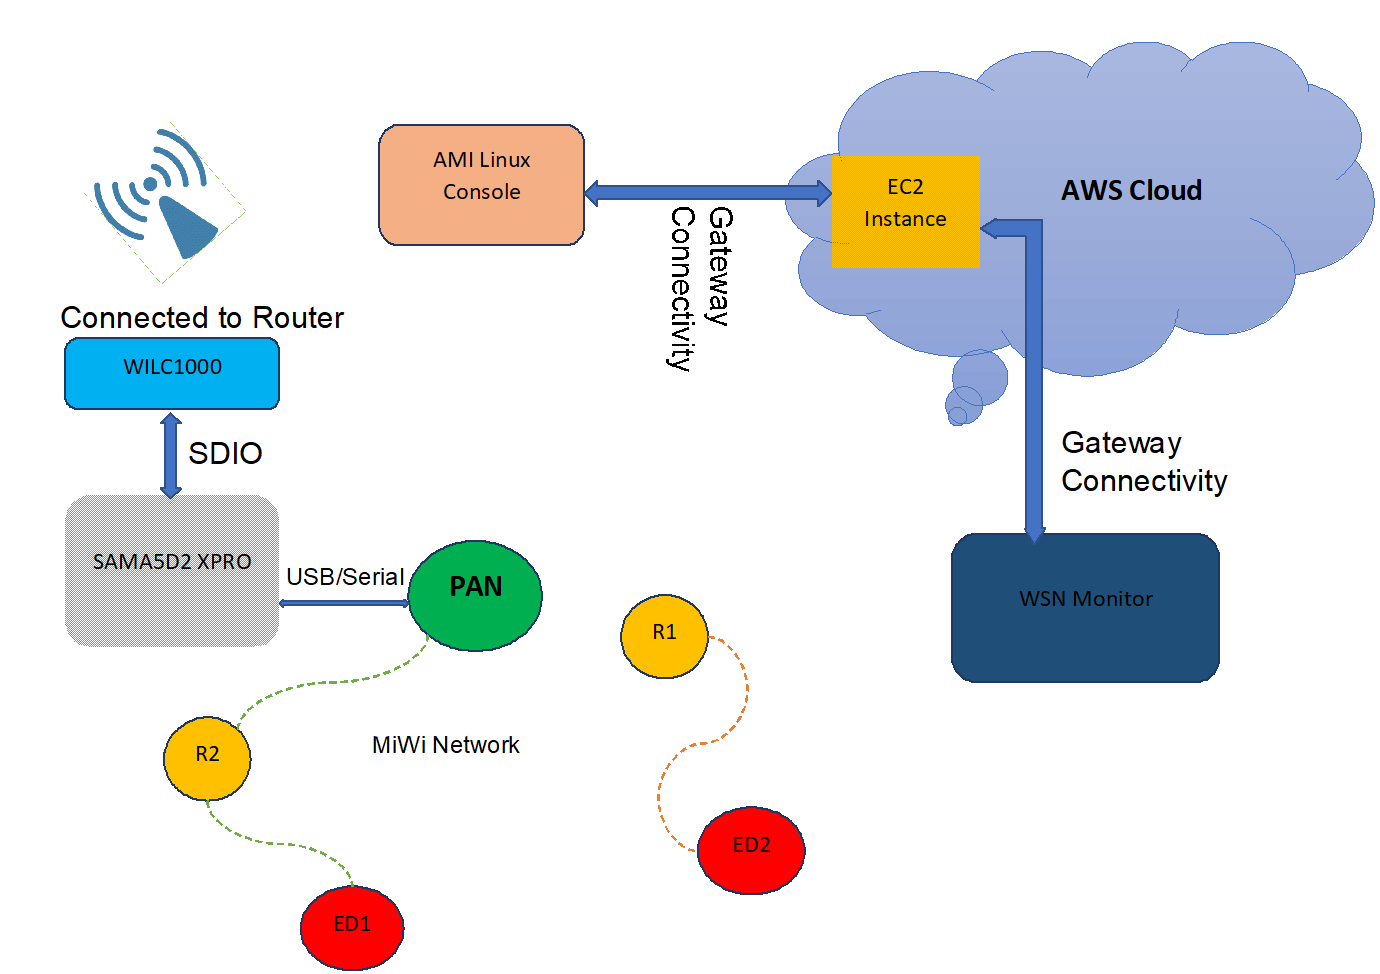 AMI Linux
Console
EC2
Instance
AWS Cloud
Gateway
Connectivity
Connected to Router
WILC1000
SDIO
Gateway
Connectivity
SAMA5D2 XPRO
USB/Serial
PAN
R1
WSN Monitor
R2
MiWi Network
ED2
ED1